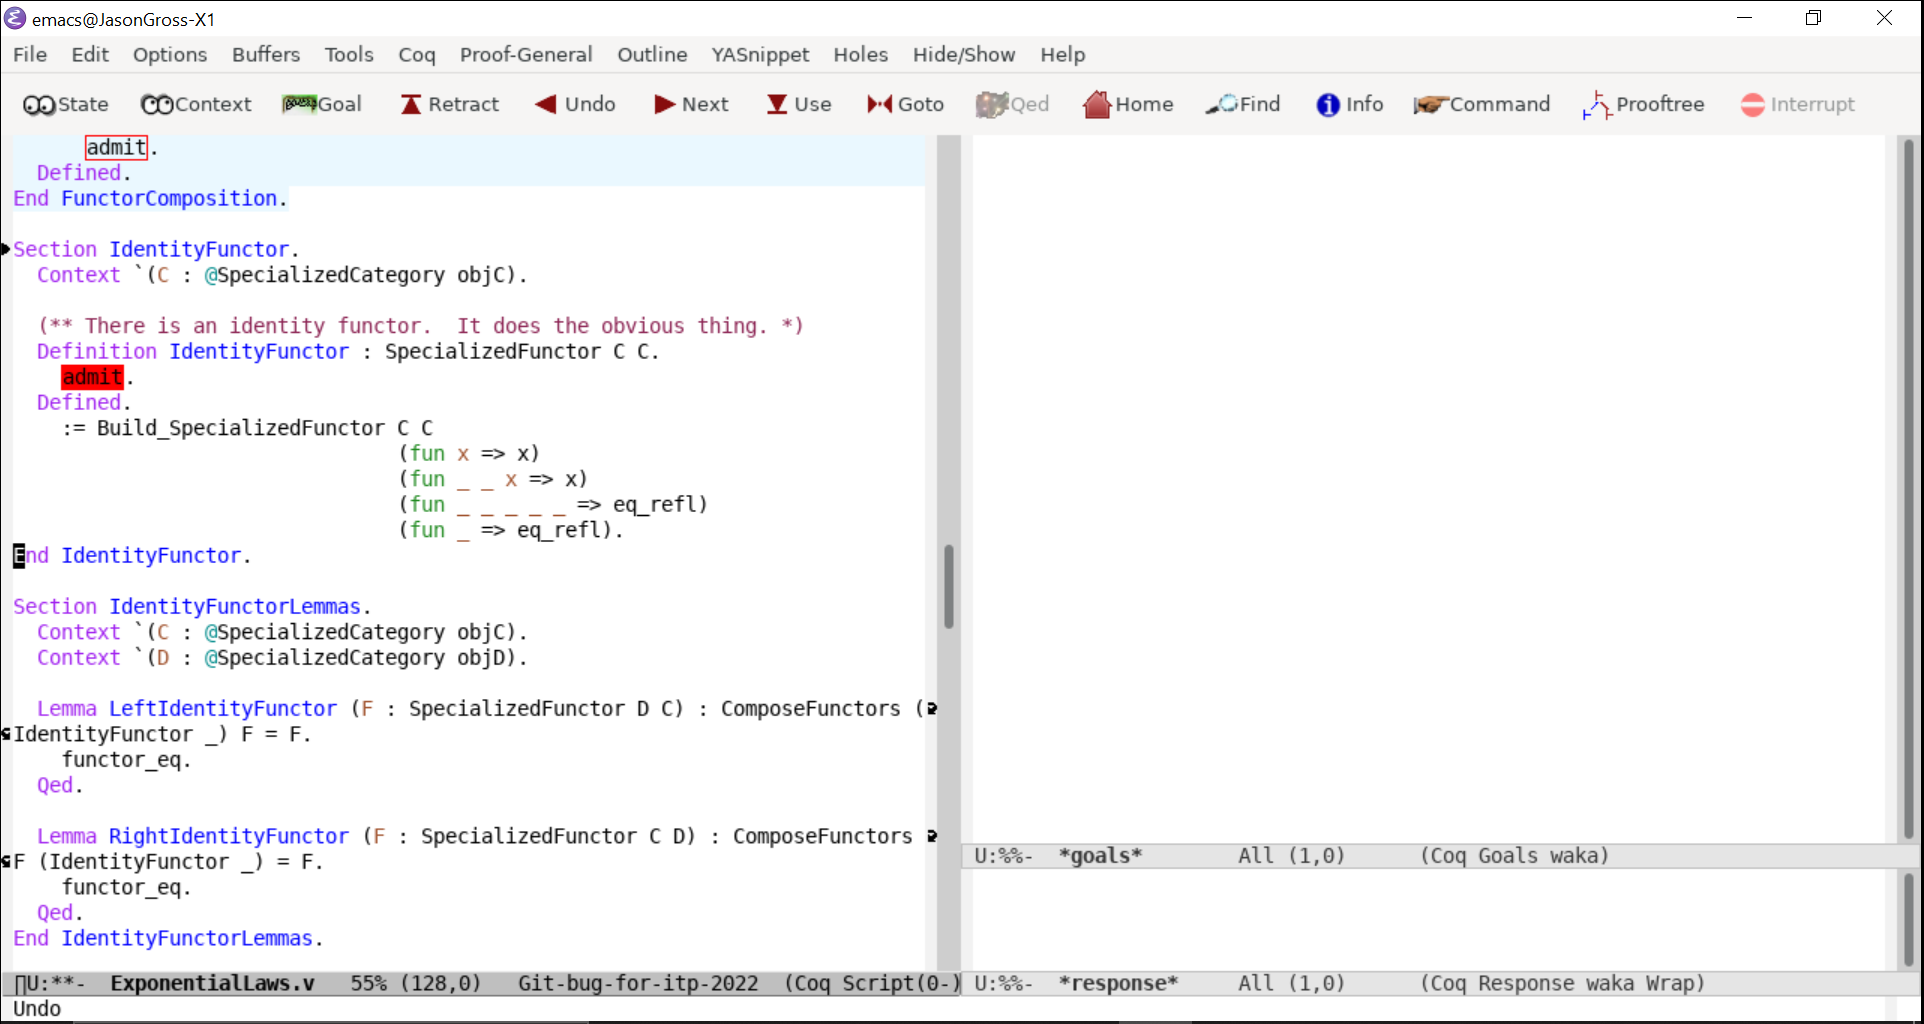 emacs@JasonGross-X1
File Edit Options Buffers Tools Coq Proof-General Outline YASnippet Holes Hide/Show Help
State Context Goal Retract Undo Next Use Goto Qed Home Find Info Command Prooftree Interrupt
admit.
Defined.
End FunctorComposition.
Section IdentityFunctor.
Context `(C : @SpecializedCategory objC).
(** There is an identity functor.  It does the obvious thing. *)
Definition IdentityFunctor : SpecializedFunctor C C.
admit.
Defined.
:= Build_SpecializedFunctor C C
(fun x => x)
(fun _ _ x => x)
(fun _ _ _ _ _ => eq_refl)
(fun _ => eq_refl).
End IdentityFunctor.
Section IdentityFunctorLemmas.
Context `(C : @SpecializedCategory objC).
Context `(D : @SpecializedCategory objD).
Lemma LeftIdentityFunctor (F : SpecializedFunctor D C) : ComposeFunctors (
IdentityFunctor _) F = F.
functor_eq.
Qed.
Lemma RightIdentityFunctor (F : SpecializedFunctor C D) : ComposeFunctors
F (IdentityFunctor _) = F.
functor_eq.
Qed.
End IdentityFunctorLemmas.
U:**-  ExponentialLaws.v   55% (128,0)   Git-bug-for-itp-2022  (Coq Script(0-)
Undo
U:%%-  *goals*        All (1,0)      (Coq Goals waka)
U:%%-  *response*     All (1,0)      (Coq Response waka Wrap)